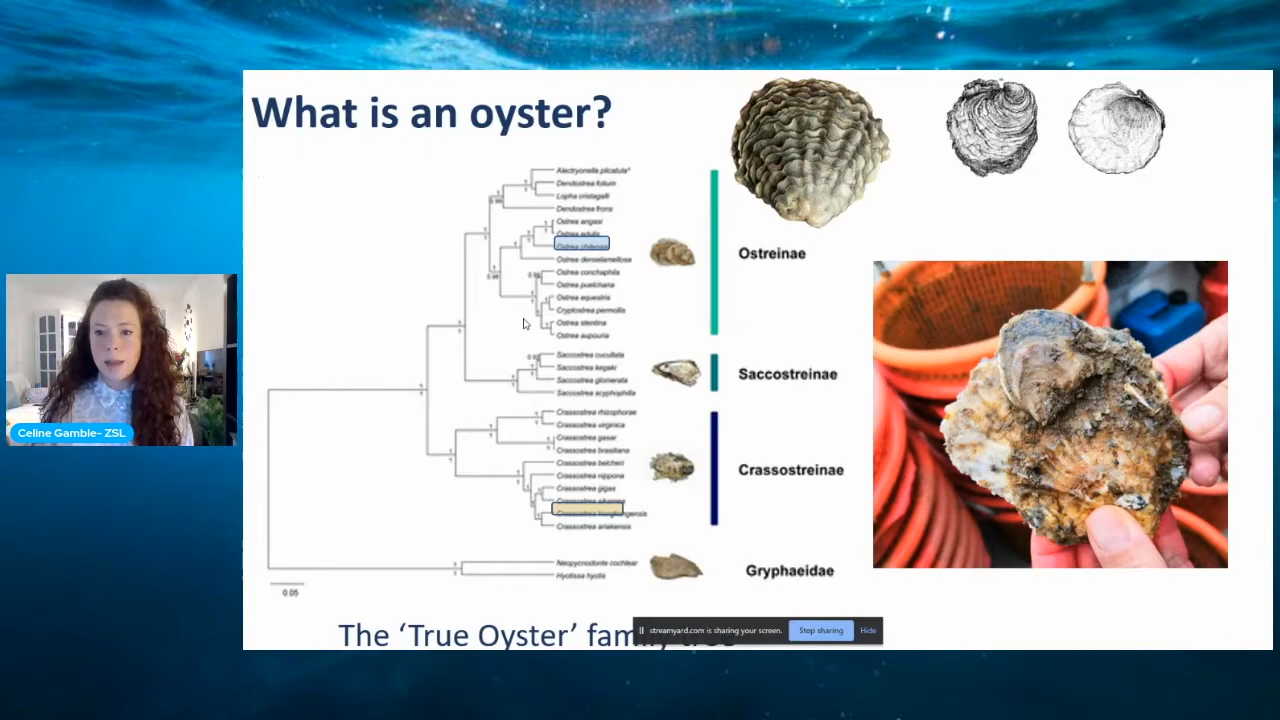 What is an oyster?
Alectryonella plicatula*
Dendostrea folium
Lopha cristagalli
Dendostrea frons
Ostrea angasi
Ostrea edulis
Ostrea chilensis
Ostrea denselamellosa
Ostrea conchaphila
Ostrea puelchana
Ostrea equestris
Cryptostrea permollis
Ostrea stentina
Ostrea aupouria
Ostreinae
Saccostrea cucullata
Saccostrea kegaki
Saccostrea glomerata
Saccostrea scyphophilla
Saccostreinae
Crassostrea rhizophorae
Crassostrea virginica
Crassostrea gasar
Crassostrea brasiliana
Crassostrea belcheri
Crassostrea nippona
Crassostrea gigas
Crassostrea hongkongensis
Crassostrea ariakensis
Crassostreinae
Neopycnodonte cochlear
Hyotissa hyotis
Gryphaeidae
0.05
The 'True Oyster' family tree
streamyard.com is sharing your screen.
Stop sharing
Hide
Celine Gamble- ZSL